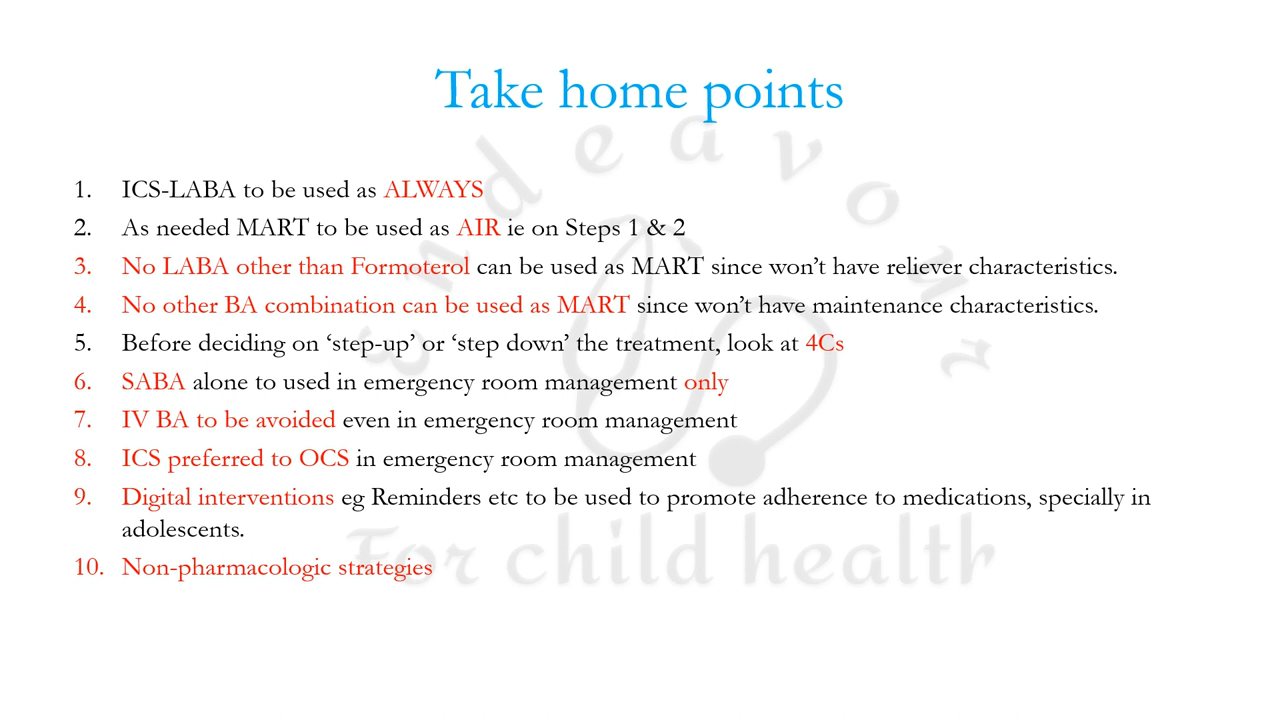 Take home points
Endeavour
1. ICS-LABA to be used as ALWAYS
2. As needed MART to be used as AIR ie on Steps 1 & 2
3. No LABA other than Formoterol can be used as MART since won’t have reliever characteristics.
4. No other BA combination can be used as MART since won’t have maintenance characteristics.
5. Before deciding on ‘step-up’ or ‘step down’ the treatment, look at 4Cs
6. SABA alone to used in emergency room management only
7. IV BA to be avoided even in emergency room management
8. ICS preferred to OCS in emergency room management
9. Digital interventions eg Reminders etc to be used to promote adherence to medications, specially in
adolescents.
10. Non-pharmacologic strategies
For child health